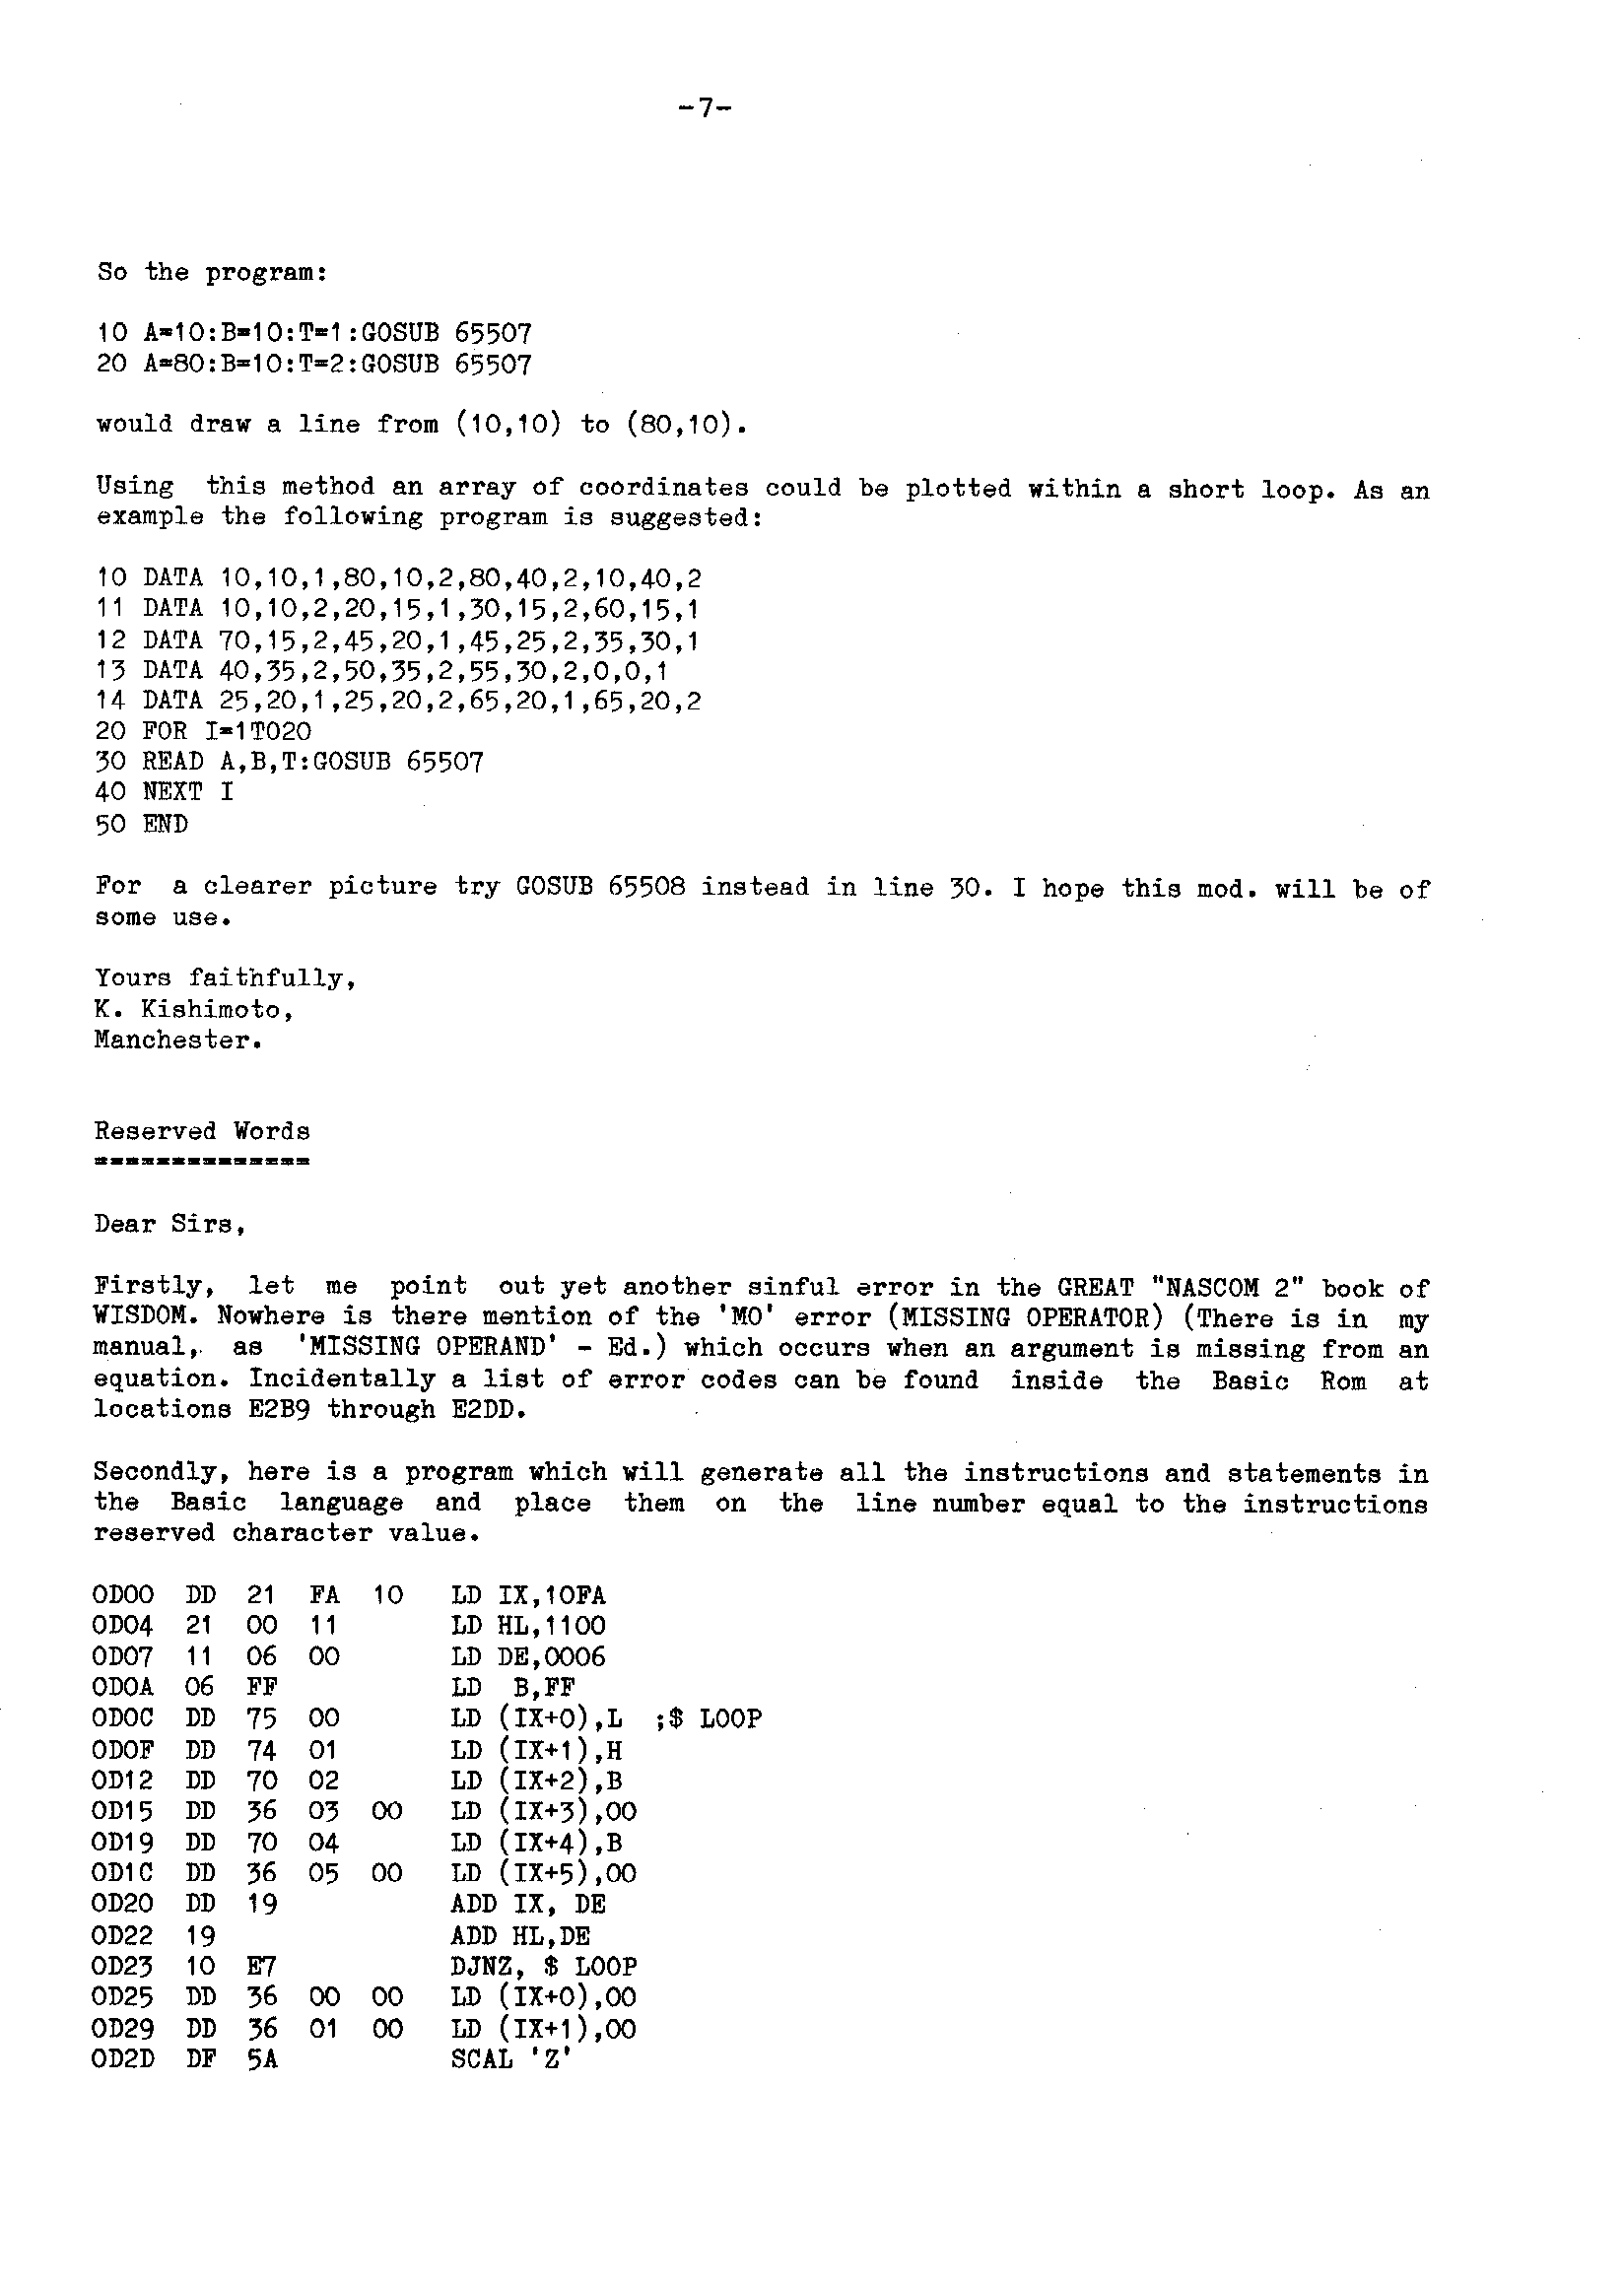 -7-
So the program:
10 A=10:B=10:T=1:GOSUB 65507
20 A=80:B=10:T=2:GOSUB 65507
would draw a line from (10,10) to (80,10).
Using this method an array of coordinates could be plotted within a short loop. As an
example the following program is suggested:
10 DATA 10,10,1,80,10,2,80,40,2,10,40,2
11 DATA 10,10,2,20,15,1,30,15,2,60,15,1
12 DATA 70,15,2,45,20,1,45,25,2,35,30,1
13 DATA 40,35,2,50,35,2,55,30,2,0,0,1
14 DATA 25,20,1,25,20,2,65,20,1,65,20,2
20 FOR I=1TO20
30 READ A,B,T:GOSUB 65507
40 NEXT I
50 END
For a clearer picture try GOSUB 65508 instead in line 30. I hope this mod. will be of
some use.
Yours faithfully,
K. Kishimoto,
Manchester.
Reserved Words
==============
Dear Sirs,
Firstly, let me point out yet another sinful error in the GREAT "NASCOM 2" book of
WISDOM. Nowhere is there mention of the 'MO' error (MISSING OPERATOR) (There is in my
manual, as 'MISSING OPERAND' - Ed.) which occurs when an argument is missing from an
equation. Incidentally a list of error codes can be found inside the Basic Rom at
locations E2B9 through E2DD.
Secondly, here is a program which will generate all the instructions and statements in
the Basic language and place them on the line number equal to the instructions
reserved character value.
0D00 DD 21 FA 10 LD IX,10FA
0D04 21 00 11 LD HL,1100
0D07 11 06 00 LD DE,0006
0D0A 06 FF LD B,FF
0D0C DD 75 00 LD (IX+0),L ;$ LOOP
0D0F DD 74 01 LD (IX+1),H
0D12 DD 70 02 LD (IX+2),B
0D15 DD 36 03 00 LD (IX+3),00
0D19 DD 70 04 LD (IX+4),B
0D1C DD 36 05 00 LD (IX+5),00
0D20 DD 19 ADD IX, DE
0D22 19 ADD HL,DE
0D23 10 E7 DJNZ, $ LOOP
0D25 DD 36 00 00 LD (IX+0),00
0D29 DD 36 01 00 LD (IX+1),00
0D2D DF 5A SCAL 'Z'